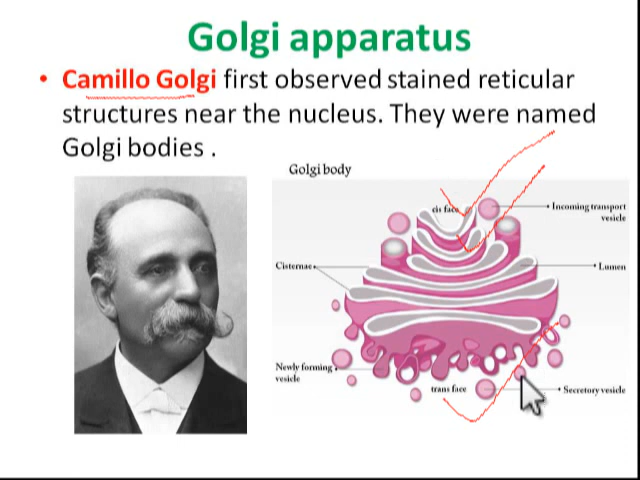 Golgi apparatus
• Camillo Golgi first observed stained reticular
structures near the nucleus. They were named
Golgi bodies .
Golgi body
cis face
Incoming transport
vesicle
Cisternae
Lumen
Newly forming
vesicle
trans face
Secretory vesicle